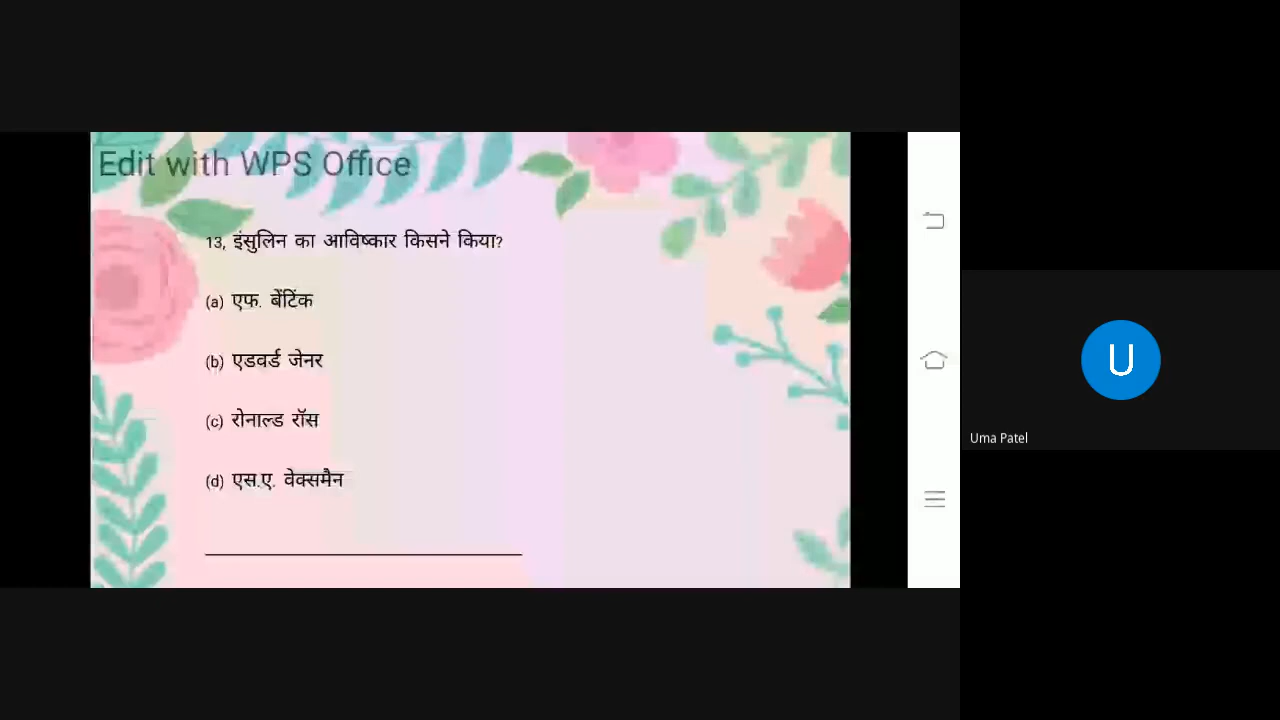 Edit with WPS Office
13, इंसुलिन का आविष्कार किसने किया?
(a) एफ. बेंटिंक
(b) एडवर्ड जेनर
(c) रोनाल्ड रॉस
(d) एस.ए. वेक्समैन
U
Uma Patel